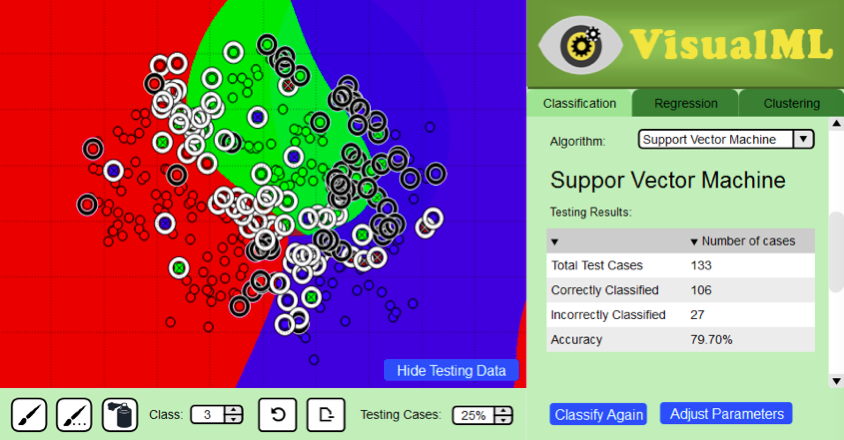 VisualML
Classification Regression Clustering
Algorithm: Support Vector Machine
Suppor Vector Machine
Testing Results:
Number of cases
Total Test Cases 133
Correctly Classified 106
Incorrectly Classified 27
Accuracy 79.70%
Hide Testing Data
Class: 3 Testing Cases: 25%
Classify Again Adjust Parameters